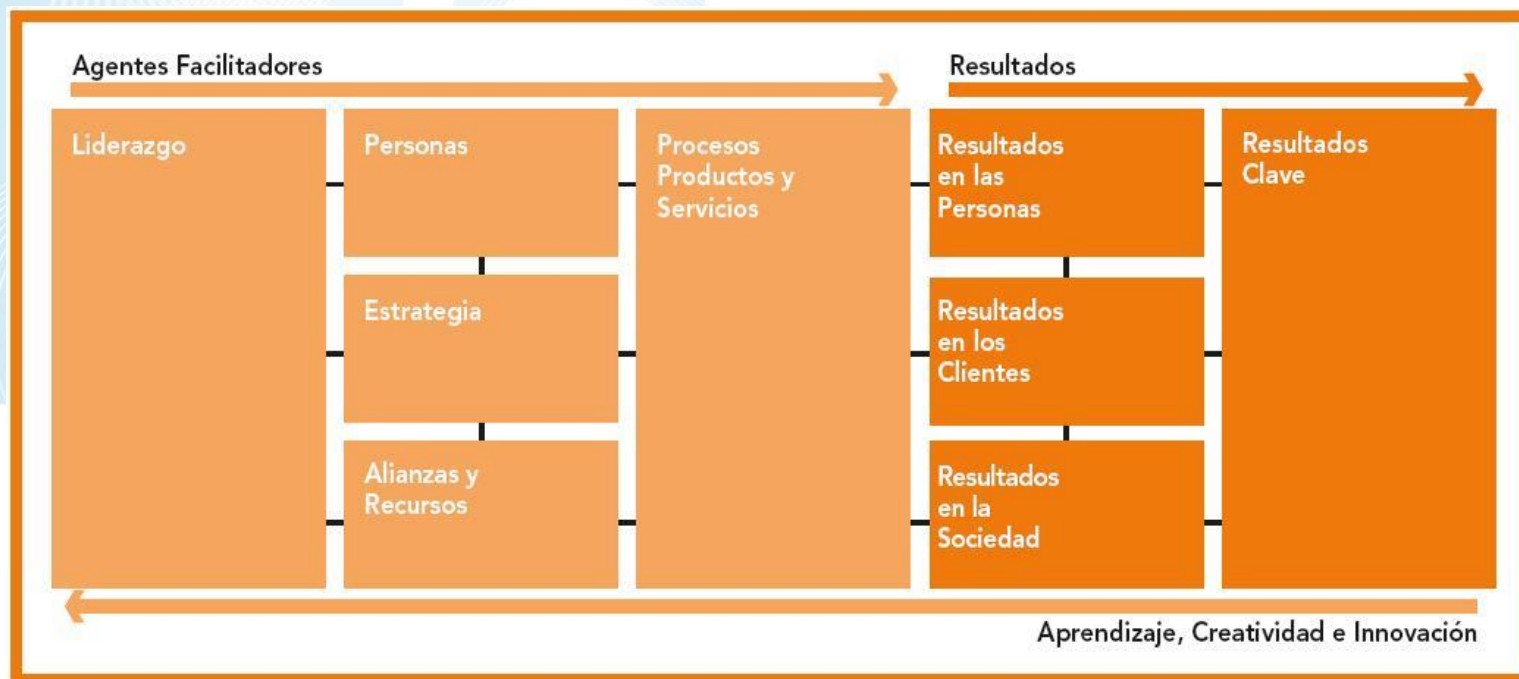 Agentes Facilitadores
Resultados
Liderazgo
Personas
Procesos
Productos y
Servicios
Resultados
en las
Personas
Resultados
Clave
Estrategia
Resultados
en los
Clientes
Alianzas y
Recursos
Resultados
en la
Sociedad
Aprendizaje, Creatividad e Innovación